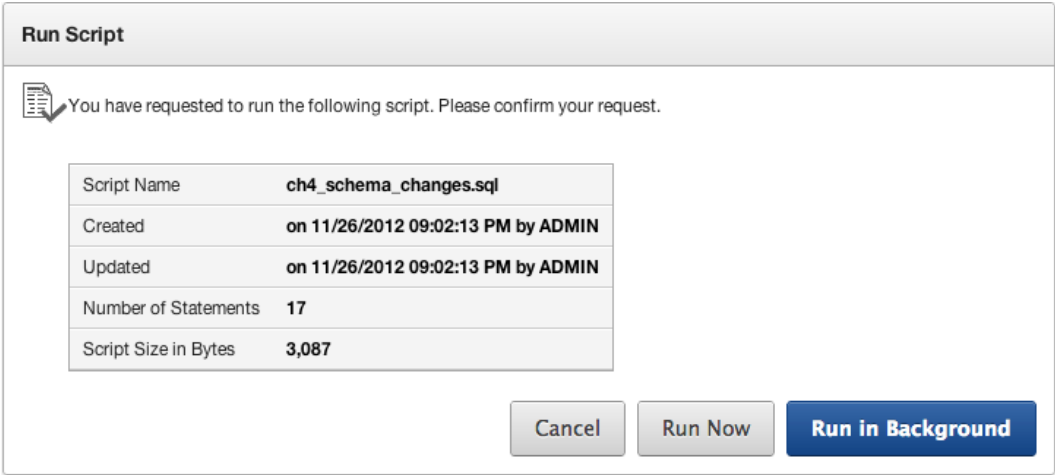 Run Script
You have requested to run the following script. Please confirm your request.
Script Name ch4_schema_changes.sql
Created on 11/26/2012 09:02:13 PM by ADMIN
Updated on 11/26/2012 09:02:13 PM by ADMIN
Number of Statements 17
Script Size in Bytes 3,087
Cancel Run Now Run in Background